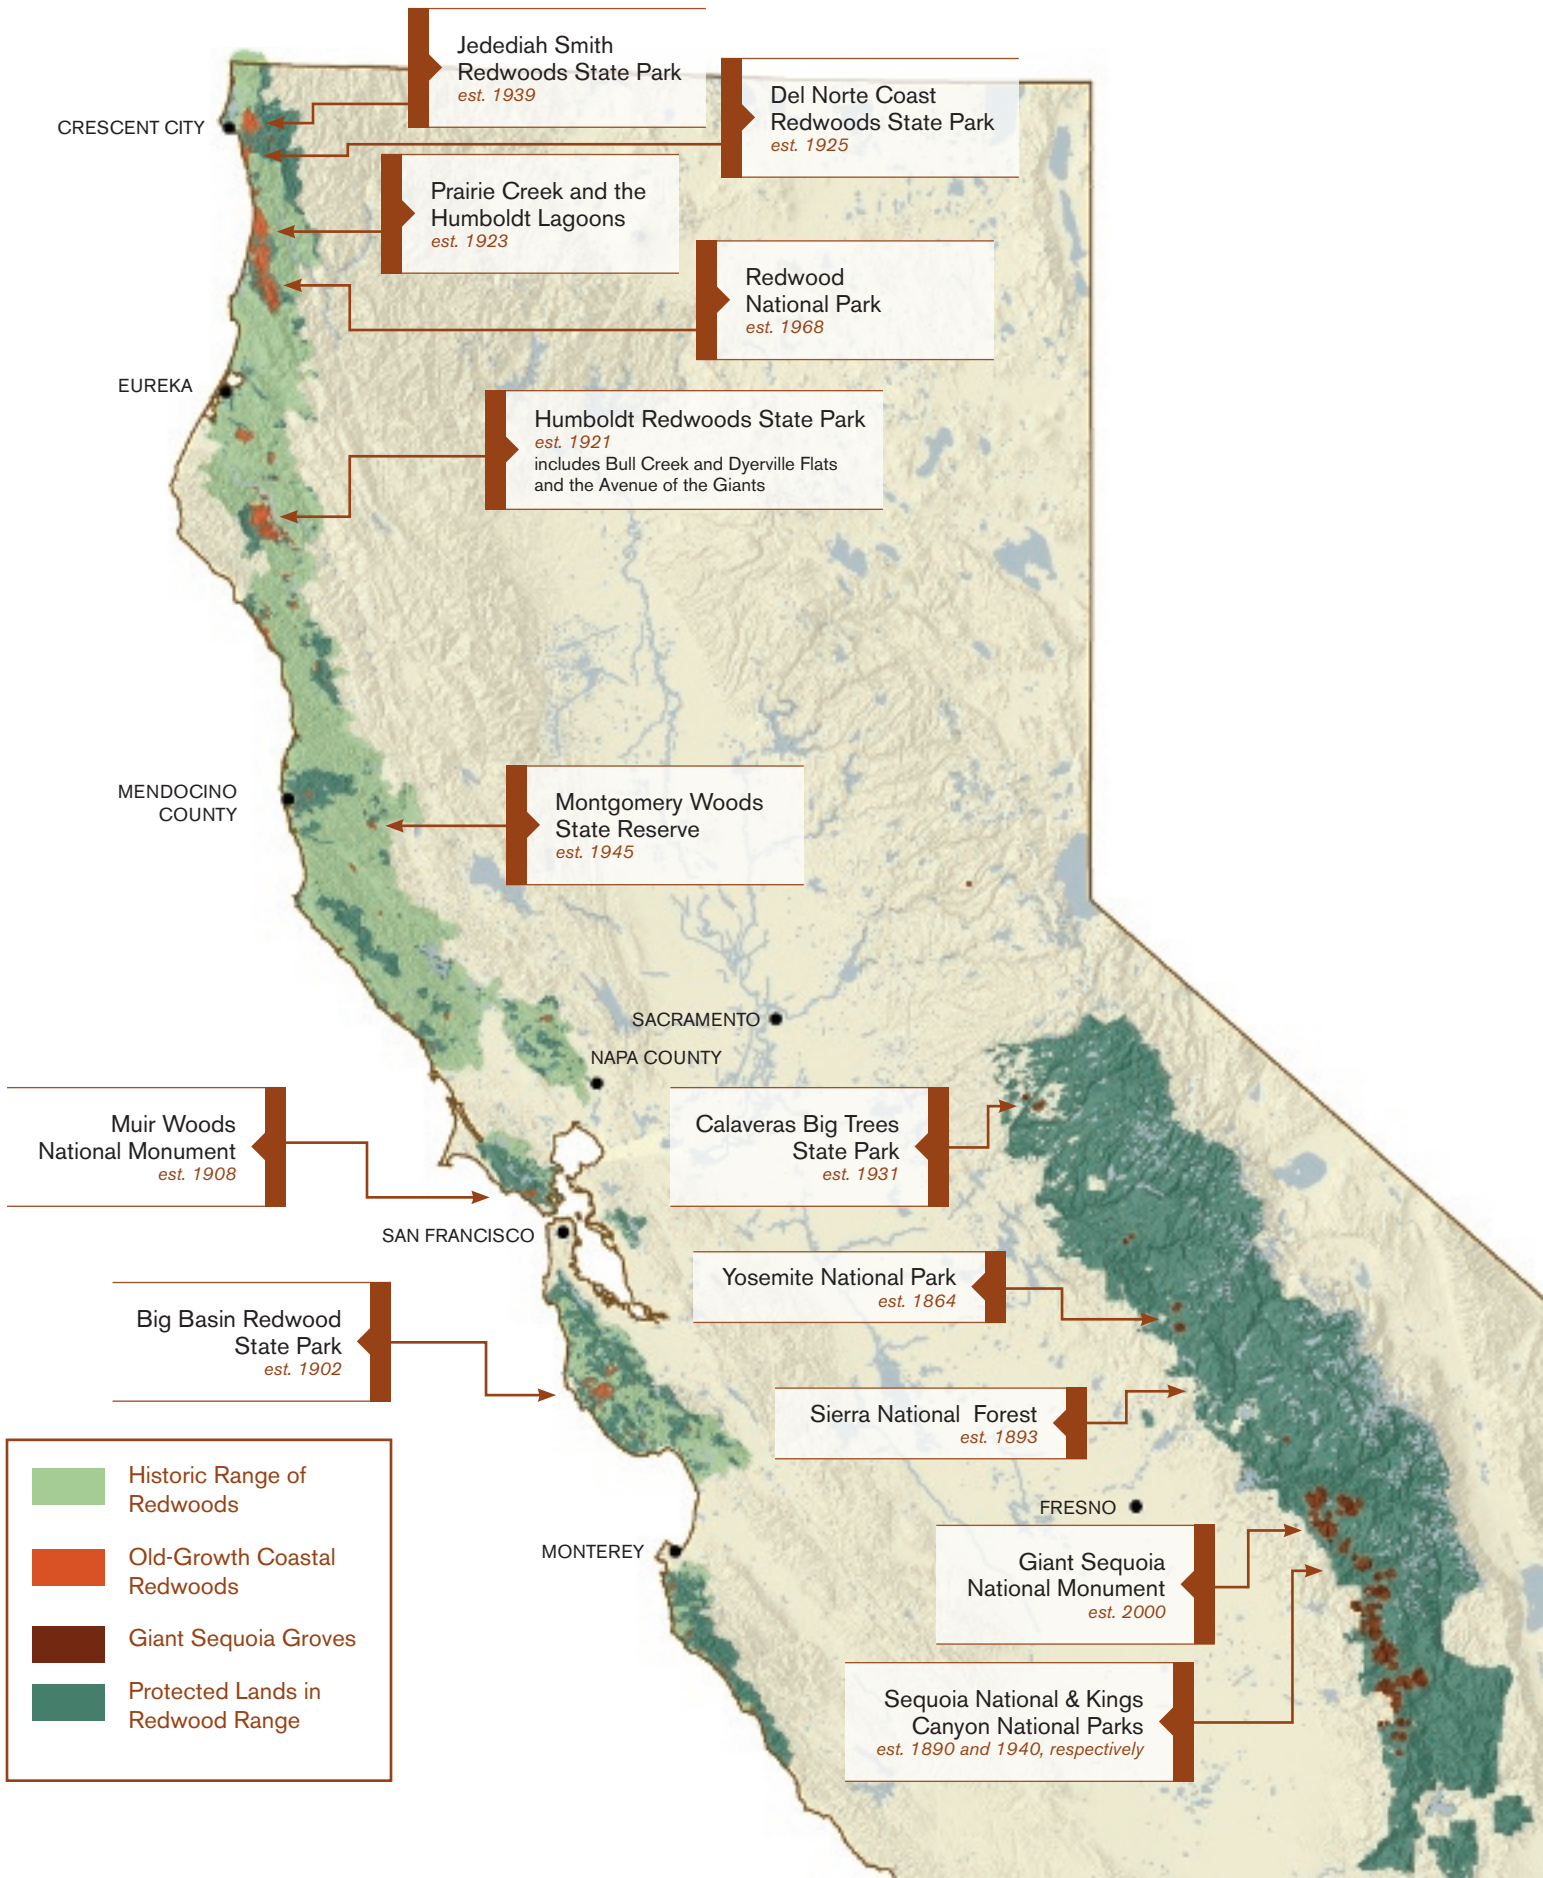 Jedediah Smith
Redwoods State Park
est. 1939
Del Norte Coast
Redwoods State Park
est. 1925
CRESCENT CITY
Prairie Creek and the
Humboldt Lagoons
est. 1923
Redwood
National Park
est. 1968
EUREKA
Humboldt Redwoods State Park
est. 1921
includes Bull Creek and Dyerville Flats
and the Avenue of the Giants
MENDOCINO
COUNTY
Montgomery Woods
State Reserve
est. 1945
SACRAMENTO
NAPA COUNTY
Muir Woods
National Monument
est. 1908
Calaveras Big Trees
State Park
est. 1931
SAN FRANCISCO
Yosemite National Park
est. 1864
Big Basin Redwood
State Park
est. 1902
Sierra National Forest
est. 1893
Historic Range of
Redwoods
Old-Growth Coastal
Redwoods
Giant Sequoia Groves
Protected Lands in
Redwood Range
FRESNO
MONTEREY
Giant Sequoia
National Monument
est. 2000
Sequoia National & Kings
Canyon National Parks
est. 1890 and 1940, respectively